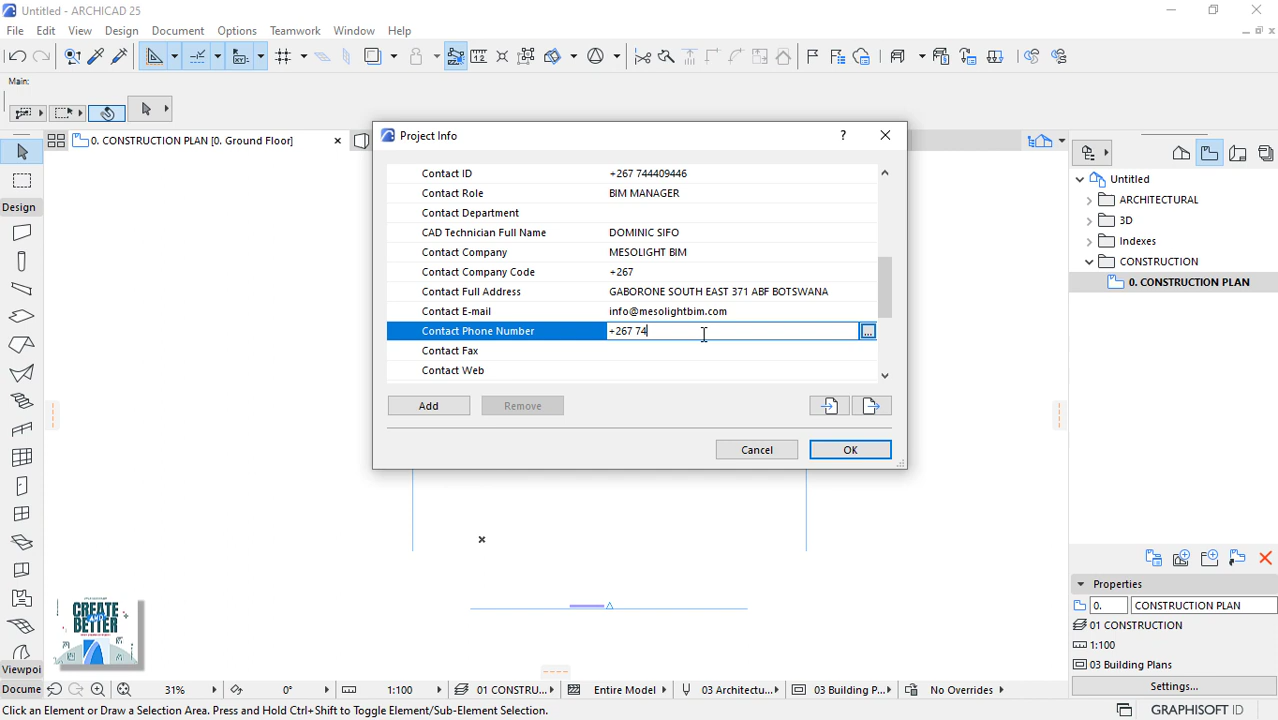 Untitled - ARCHICAD 25
File Edit View Design Document Options Teamwork Window Help
Main:
0. CONSTRUCTION PLAN [0. Ground Floor]
Project Info
?
Contact ID +267 744409446
Contact Role BIM MANAGER
Contact Department
CAD Technician Full Name DOMINIC SIFO
Contact Company MESOLIGHT BIM
Contact Company Code +267
Contact Full Address GABORONE SOUTH EAST 371 ABF BOTSWANA
Contact E-mail info@mesolightbim.com
Contact Phone Number +267 74
...
Contact Fax
Contact Web
Add Remove
Cancel OK
Design
Untitled
ARCHITECTURAL
3D
Indexes
CONSTRUCTION
0. CONSTRUCTION PLAN
Properties
0. CONSTRUCTION PLAN
01 CONSTRUCTION
1:100
03 Building Plans
Settings...
CREATE
BETTER
Viewpoi
Docume
31% 0° 1:100 01 CONSTRU... Entire Model 03 Architectu... 03 Building P... No Overrides
Click an Element or Draw a Selection Area. Press and Hold Ctrl+Shift to Toggle Element/Sub-Element Selection.
GRAPHISOFT ID